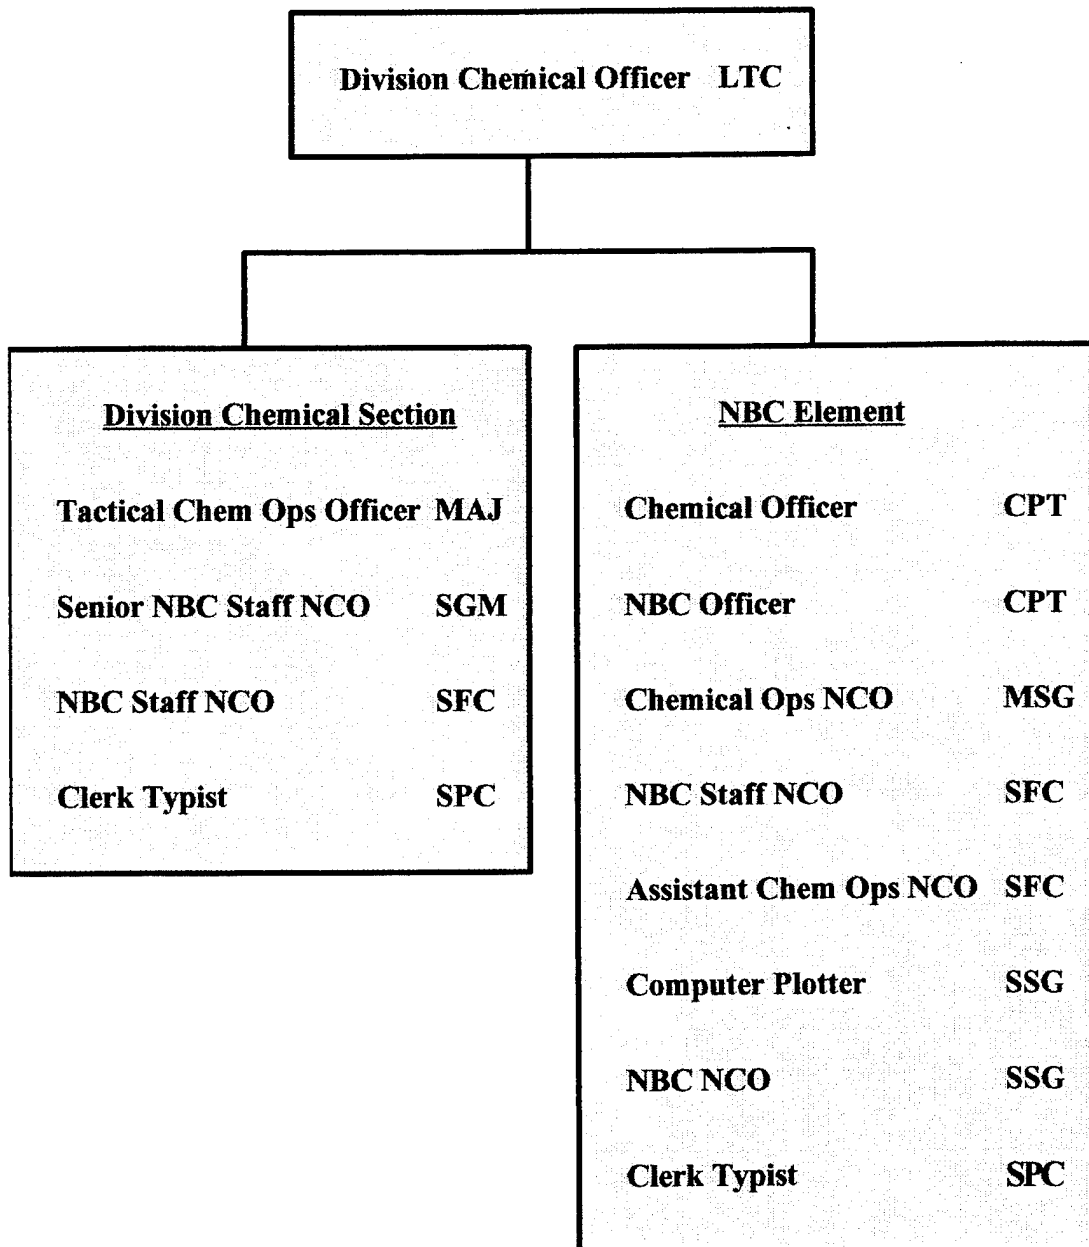 Division Chemical Officer LTC
Division Chemical Section
Tactical Chem Ops Officer MAJ
Senior NBC Staff NCO SGM
NBC Staff NCO SFC
Clerk Typist SPC
NBC Element
Chemical Officer CPT
NBC Officer CPT
Chemical Ops NCO MSG
NBC Staff NCO SFC
Assistant Chem Ops NCO SFC
Computer Plotter SSG
NBC NCO SSG
Clerk Typist SPC